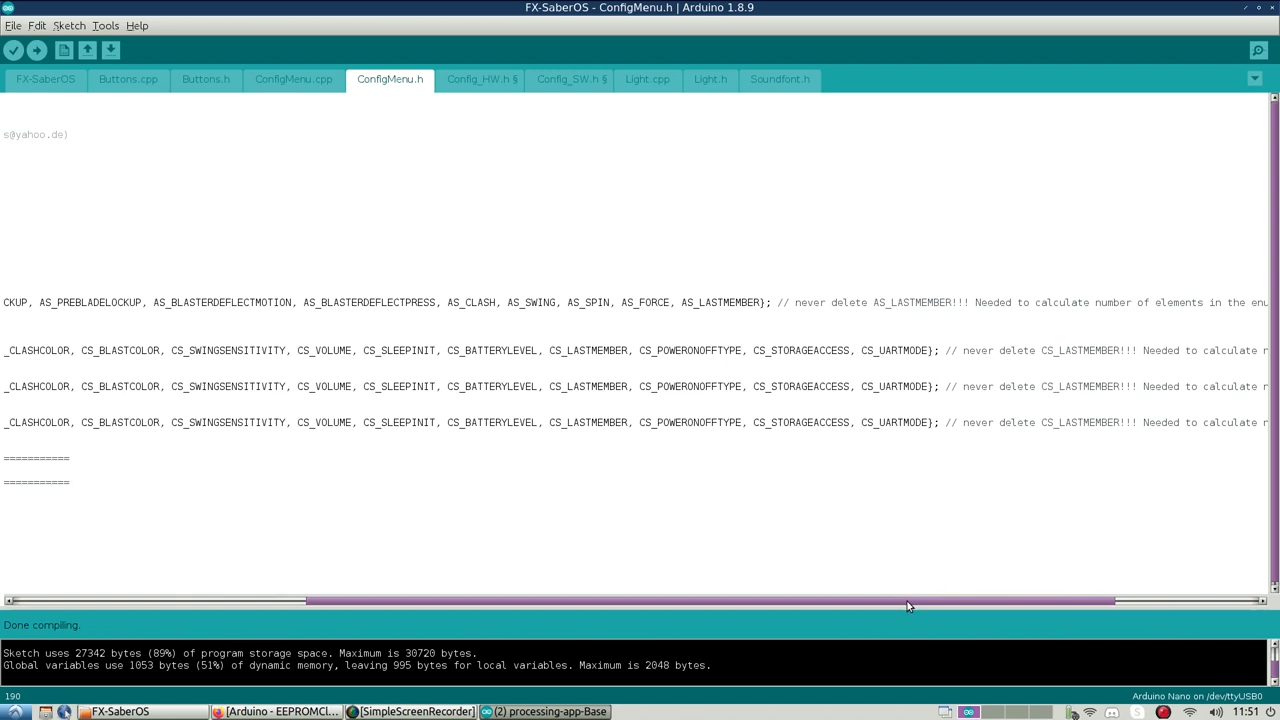 FX-SaberOS - ConfigMenu.h | Arduino 1.8.9
File Edit Sketch Tools Help
FX-SaberOS Buttons.cpp Buttons.h ConfigMenu.cpp ConfigMenu.h Config_HW.h § Config_SW.h § Light.cpp Light.h Soundfont.h
s@yahoo.de)
CKUP, AS_PREBLADELOCKUP, AS_BLASTERDEFLECTMOTION, AS_BLASTERDEFLECTPRESS, AS_CLASH, AS_SWING, AS_SPIN, AS_FORCE, AS_LASTMEMBER}; // never delete AS_LASTMEMBER!!! Needed to calculate number of elements in the enu
_CLASHCOLOR, CS_BLASTCOLOR, CS_SWINGSENSITIVITY, CS_VOLUME, CS_SLEEPINIT, CS_BATTERYLEVEL, CS_LASTMEMBER, CS_POWERONOFFTYPE, CS_STORAGEACCESS, CS_UARTMODE}; // never delete CS_LASTMEMBER!!! Needed to calculate n
_CLASHCOLOR, CS_BLASTCOLOR, CS_SWINGSENSITIVITY, CS_VOLUME, CS_SLEEPINIT, CS_BATTERYLEVEL, CS_LASTMEMBER, CS_POWERONOFFTYPE, CS_STORAGEACCESS, CS_UARTMODE}; // never delete CS_LASTMEMBER!!! Needed to calculate n
_CLASHCOLOR, CS_BLASTCOLOR, CS_SWINGSENSITIVITY, CS_VOLUME, CS_SLEEPINIT, CS_BATTERYLEVEL, CS_LASTMEMBER, CS_POWERONOFFTYPE, CS_STORAGEACCESS, CS_UARTMODE}; // never delete CS_LASTMEMBER!!! Needed to calculate n
===========
===========
Done compiling.
Sketch uses 27342 bytes (89%) of program storage space. Maximum is 30720 bytes.
Global variables use 1053 bytes (51%) of dynamic memory, leaving 995 bytes for local variables. Maximum is 2048 bytes.
190 Arduino Nano on /dev/ttyUSB0
FX-SaberOS [Arduino - EEPROMCl... [SimpleScreenRecorder] (2) processing-app-Base 11:51